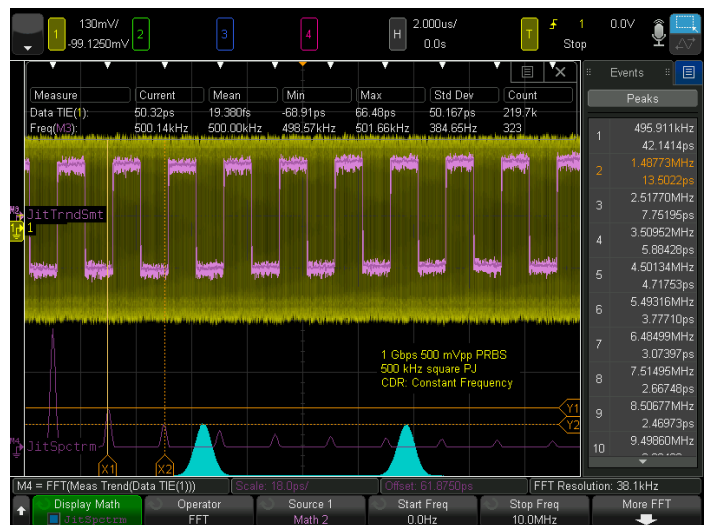 1 130mV/ 2 3 4 H 2.000us/ T 1 0.0V
-99.1250mV 0.0s Stop
Events
Peaks
Measure Current Mean Min Max Std Dev Count
Data TIE(1): 50.32ps 19.380fs -68.91ps 66.48ps 50.167ps 219.7k
Freq(M3): 500.14kHz 500.00kHz 498.57kHz 501.66kHz 384.65Hz 323
1 495.911kHz
42.1414ps
2 1.48773MHz
13.5022ps
3 2.51770MHz
7.75195ps
4 3.50952MHz
5.88428ps
5 4.50134MHz
4.71753ps
6 5.49316MHz
3.77710ps
7 6.48499MHz
3.07397ps
8 7.51495MHz
2.66748ps
9 8.50677MHz
2.46973ps
10 9.49860MHz
JitTrndSmt
1
1 Gbps 500 mVpp PRBS
500 kHz square PJ
CDR: Constant Frequency
Y1
Y2
JitSpctrm
X1 X2
M4 = FFT(Meas Trend(Data TIE(1))) Scale: 18.0ps/ Offset: 61.8750ps FFT Resolution: 38.1kHz
Display Math Operator Source 1 Start Freq Stop Freq More FFT
JitSpctrm FFT Math 2 0.0Hz 10.0MHz